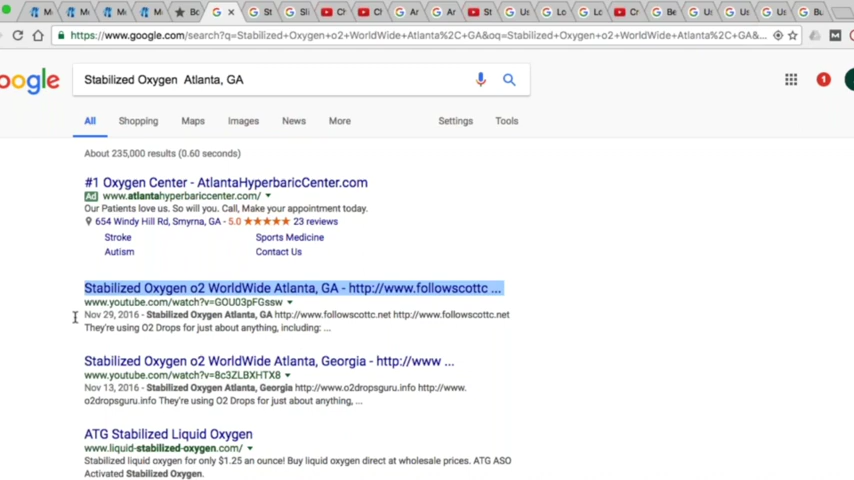 https://www.google.com/search?q=Stabilized+Oxygen+o2+WorldWide+Atlanta%2C+GA&oq=Stabilized+Oxygen+o2+WorldWide+Atlanta%2C+GA&...
oogle
Stabilized Oxygen Atlanta, GA
1
All Shopping Maps Images News More Settings Tools
About 235,000 results (0.60 seconds)
#1 Oxygen Center - AtlantaHyperbaricCenter.com
Ad www.atlantahyperbariccenter.com/
Our Patients love us. So will you. Call, Make your appointment today.
654 Windy Hill Rd, Smyrna, GA - 5.0 ★★★★★ 23 reviews
Stroke Sports Medicine
Autism Contact Us
Stabilized Oxygen o2 WorldWide Atlanta, GA - http://www.followscottc ...
www.youtube.com/watch?v=GOU03pFGssw
Nov 29, 2016 - Stabilized Oxygen Atlanta, GA http://www.followscottc.net http://www.followscottc.net
They're using O2 Drops for just about anything, including: ...
Stabilized Oxygen o2 WorldWide Atlanta, Georgia - http://www ...
www.youtube.com/watch?v=8c3ZLBXHTX8
Nov 13, 2016 - Stabilized Oxygen Atlanta, Georgia http://www.o2dropsguru.info http://www.
o2dropsguru.info They're using O2 Drops for just about anything, ...
ATG Stabilized Liquid Oxygen
www.liquid-stabilized-oxygen.com/
Stabilized liquid oxygen for only $1.25 an ounce! Buy liquid oxygen direct at wholesale prices. ATG ASO
Activated Stabilized Oxygen.